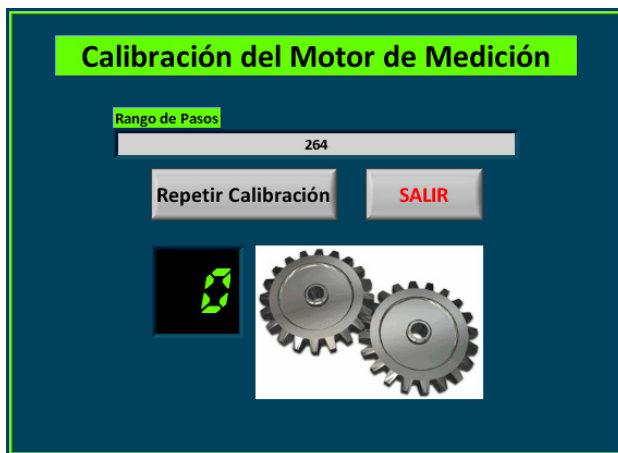 Calibración del Motor de Medición
Rango de Pasos
264
Repetir Calibración
SALIR
0